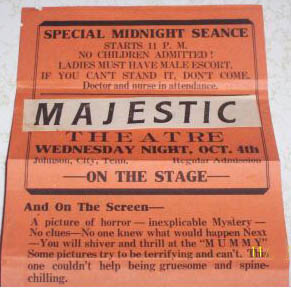 SPECIAL MIDNIGHT SEANCE
STARTS 11 P. M.
NO CHILDREN ADMITTED!
LADIES MUST HAVE MALE ESCORT.
IF YOU CAN'T STAND IT, DON'T COME.
Doctor and nurse in attendance.
MAJESTIC
THEATRE
WEDNESDAY NIGHT, OCT. 4th
Johnson, City, Tenn. Regular Admission
—ON THE STAGE—
And On The Screen—
A picture of horror — inexplicable Mystery —
No clues—No one knew what would happen Next
—You will shiver and thrill at the "MUMMY"
Some pictures try to be terrifying and can't.
one couldn't help being gruesome and spine-
chilling.